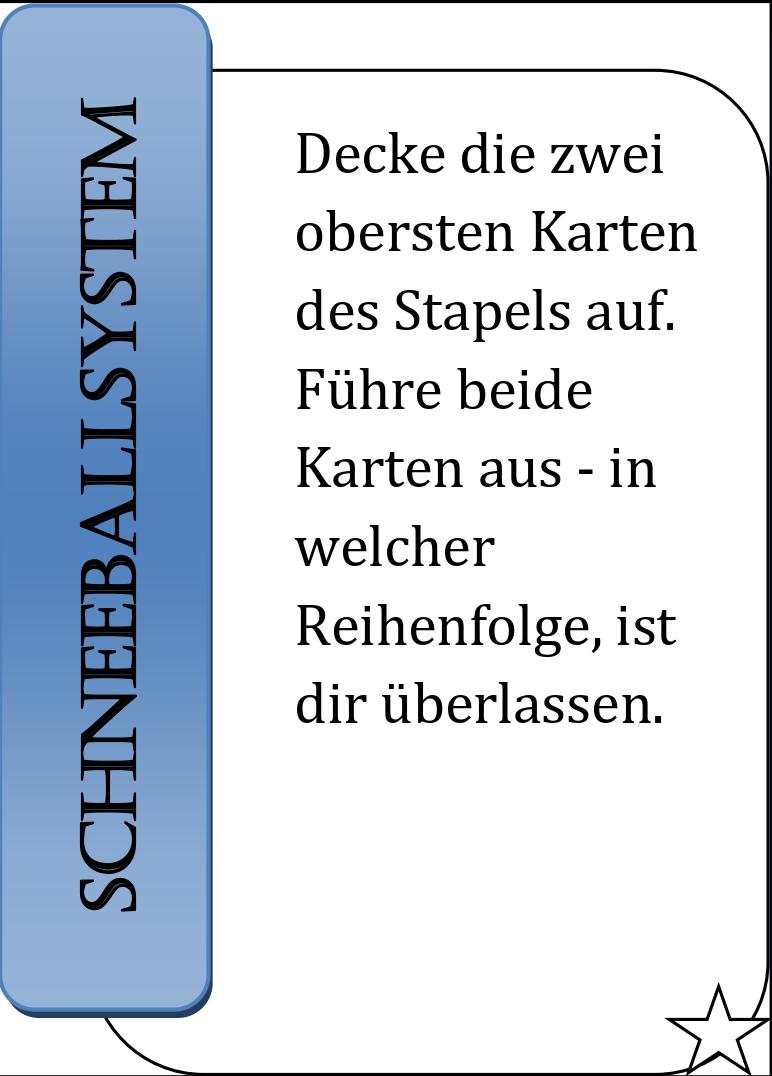 SCHNEEBALLSYSTEM
Decke die zwei
obersten Karten
des Stapels auf.
Führe beide
Karten aus - in
welcher
Reihenfolge, ist
dir überlassen.